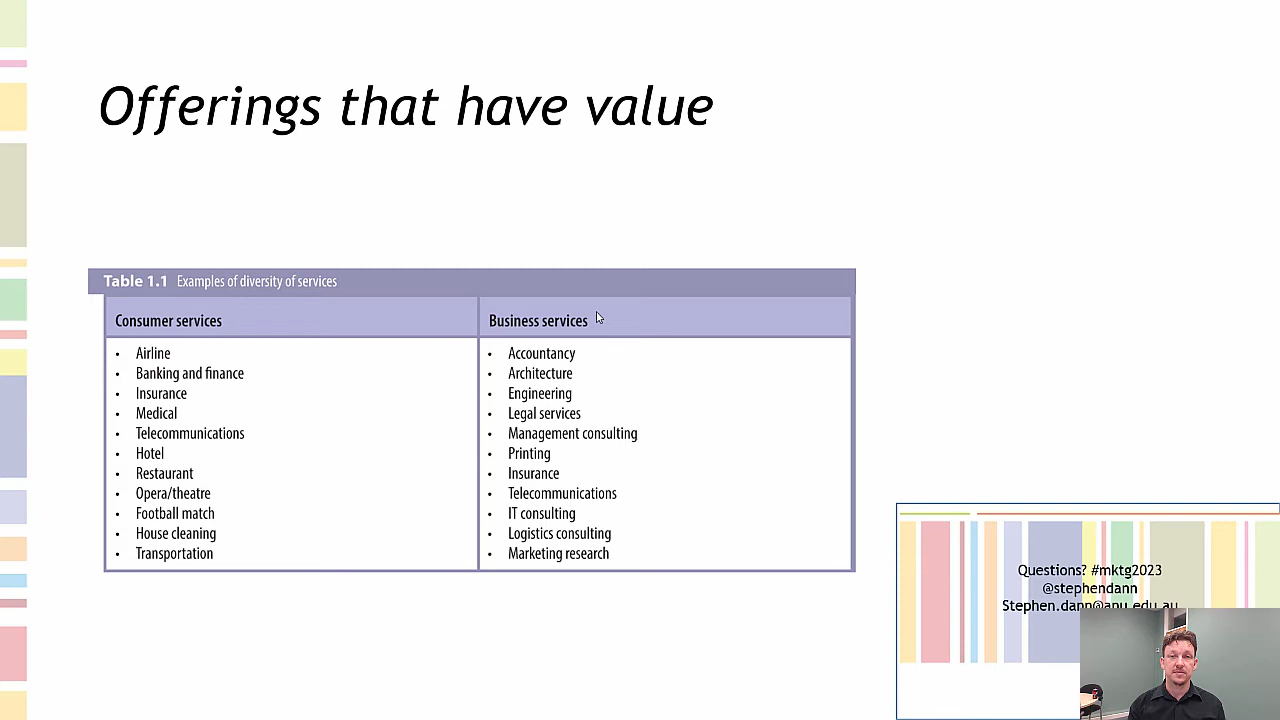 Offerings that have value
Table 1.1 Examples of diversity of services
Consumer services
• Airline
• Banking and finance
• Insurance
• Medical
• Telecommunications
• Hotel
• Restaurant
• Opera/theatre
• Football match
• House cleaning
• Transportation
Business services
• Accountancy
• Architecture
• Engineering
• Legal services
• Management consulting
• Printing
• Insurance
• Telecommunications
• IT consulting
• Logistics consulting
• Marketing research
Questions? #mktg2023
@stephendann
Stephen.dann@anu.edu.au